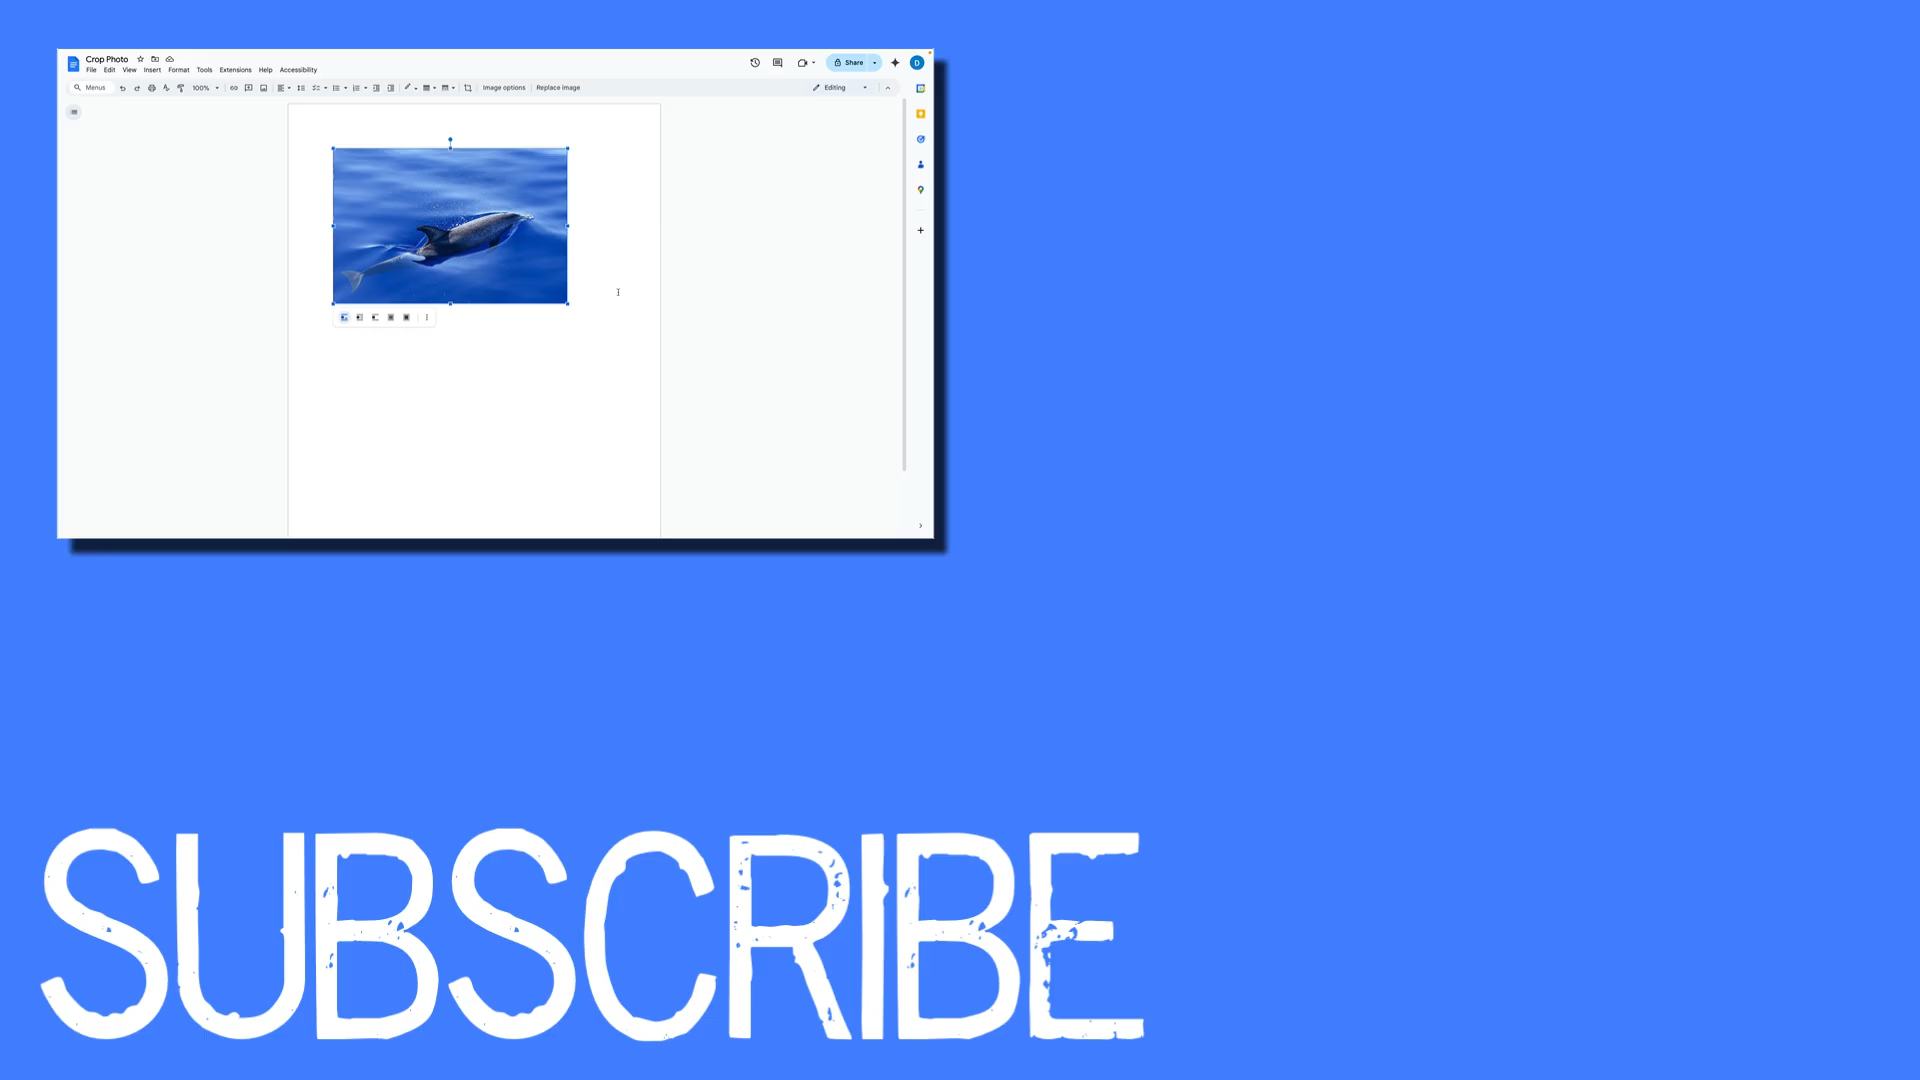 Crop Photo
File Edit View Insert Format Tools Extensions Help Accessibility
Share
D
Menus
100%
Image options
Replace image
Editing
SUBSCRIBE